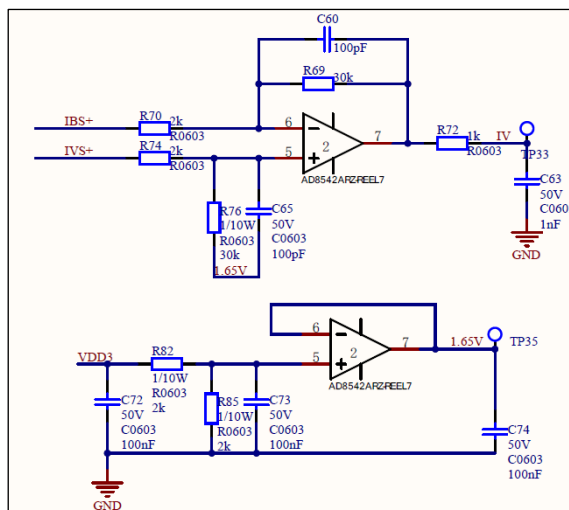 C60
100pF
R69
30k
IBS+
R70
2k
R0603
6
7
R72
1k
IV
R0603
TP33
IVS+
R74
2k
R0603
5
2
AD8542ARZ-REEL7
C63
50V
C060
1nF
GND
R76
1/10W
R0603
30k
C65
50V
C0603
100pF
1.65V
6
7
1.65V
TP35
VDD3
R82
1/10W
R0603
2k
5
2
AD8542ARZ-REEL7
C72
50V
C0603
100nF
R85
1/10W
R0603
2k
C73
50V
C0603
100nF
C74
50V
C0603
100nF
GND